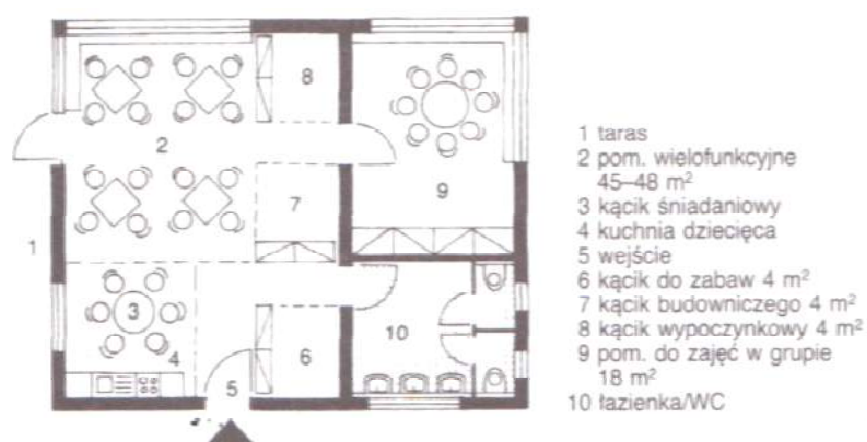 8
2
9
7
1
3
10
4
6
5
1 taras
2 pom. wielofunkcyjne
45–48 m²
3 kącik śniadaniowy
4 kuchnia dziecięca
5 wejście
6 kącik do zabaw 4 m²
7 kącik budowniczego 4 m²
8 kącik wypoczynkowy 4 m²
9 pom. do zajęć w grupie
18 m²
10 łazienka/WC